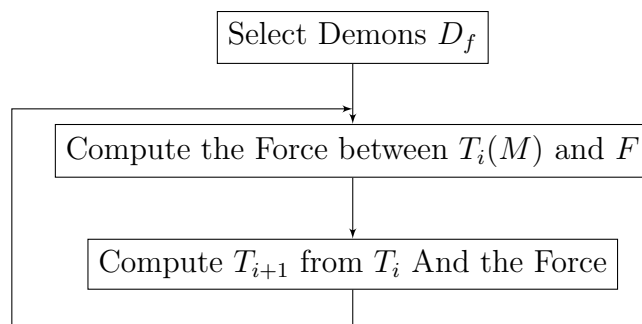 Select Demons $D_f$
Compute the Force between $T_i(M)$ and $F$
Compute $T_{i+1}$ from $T_i$ And the Force